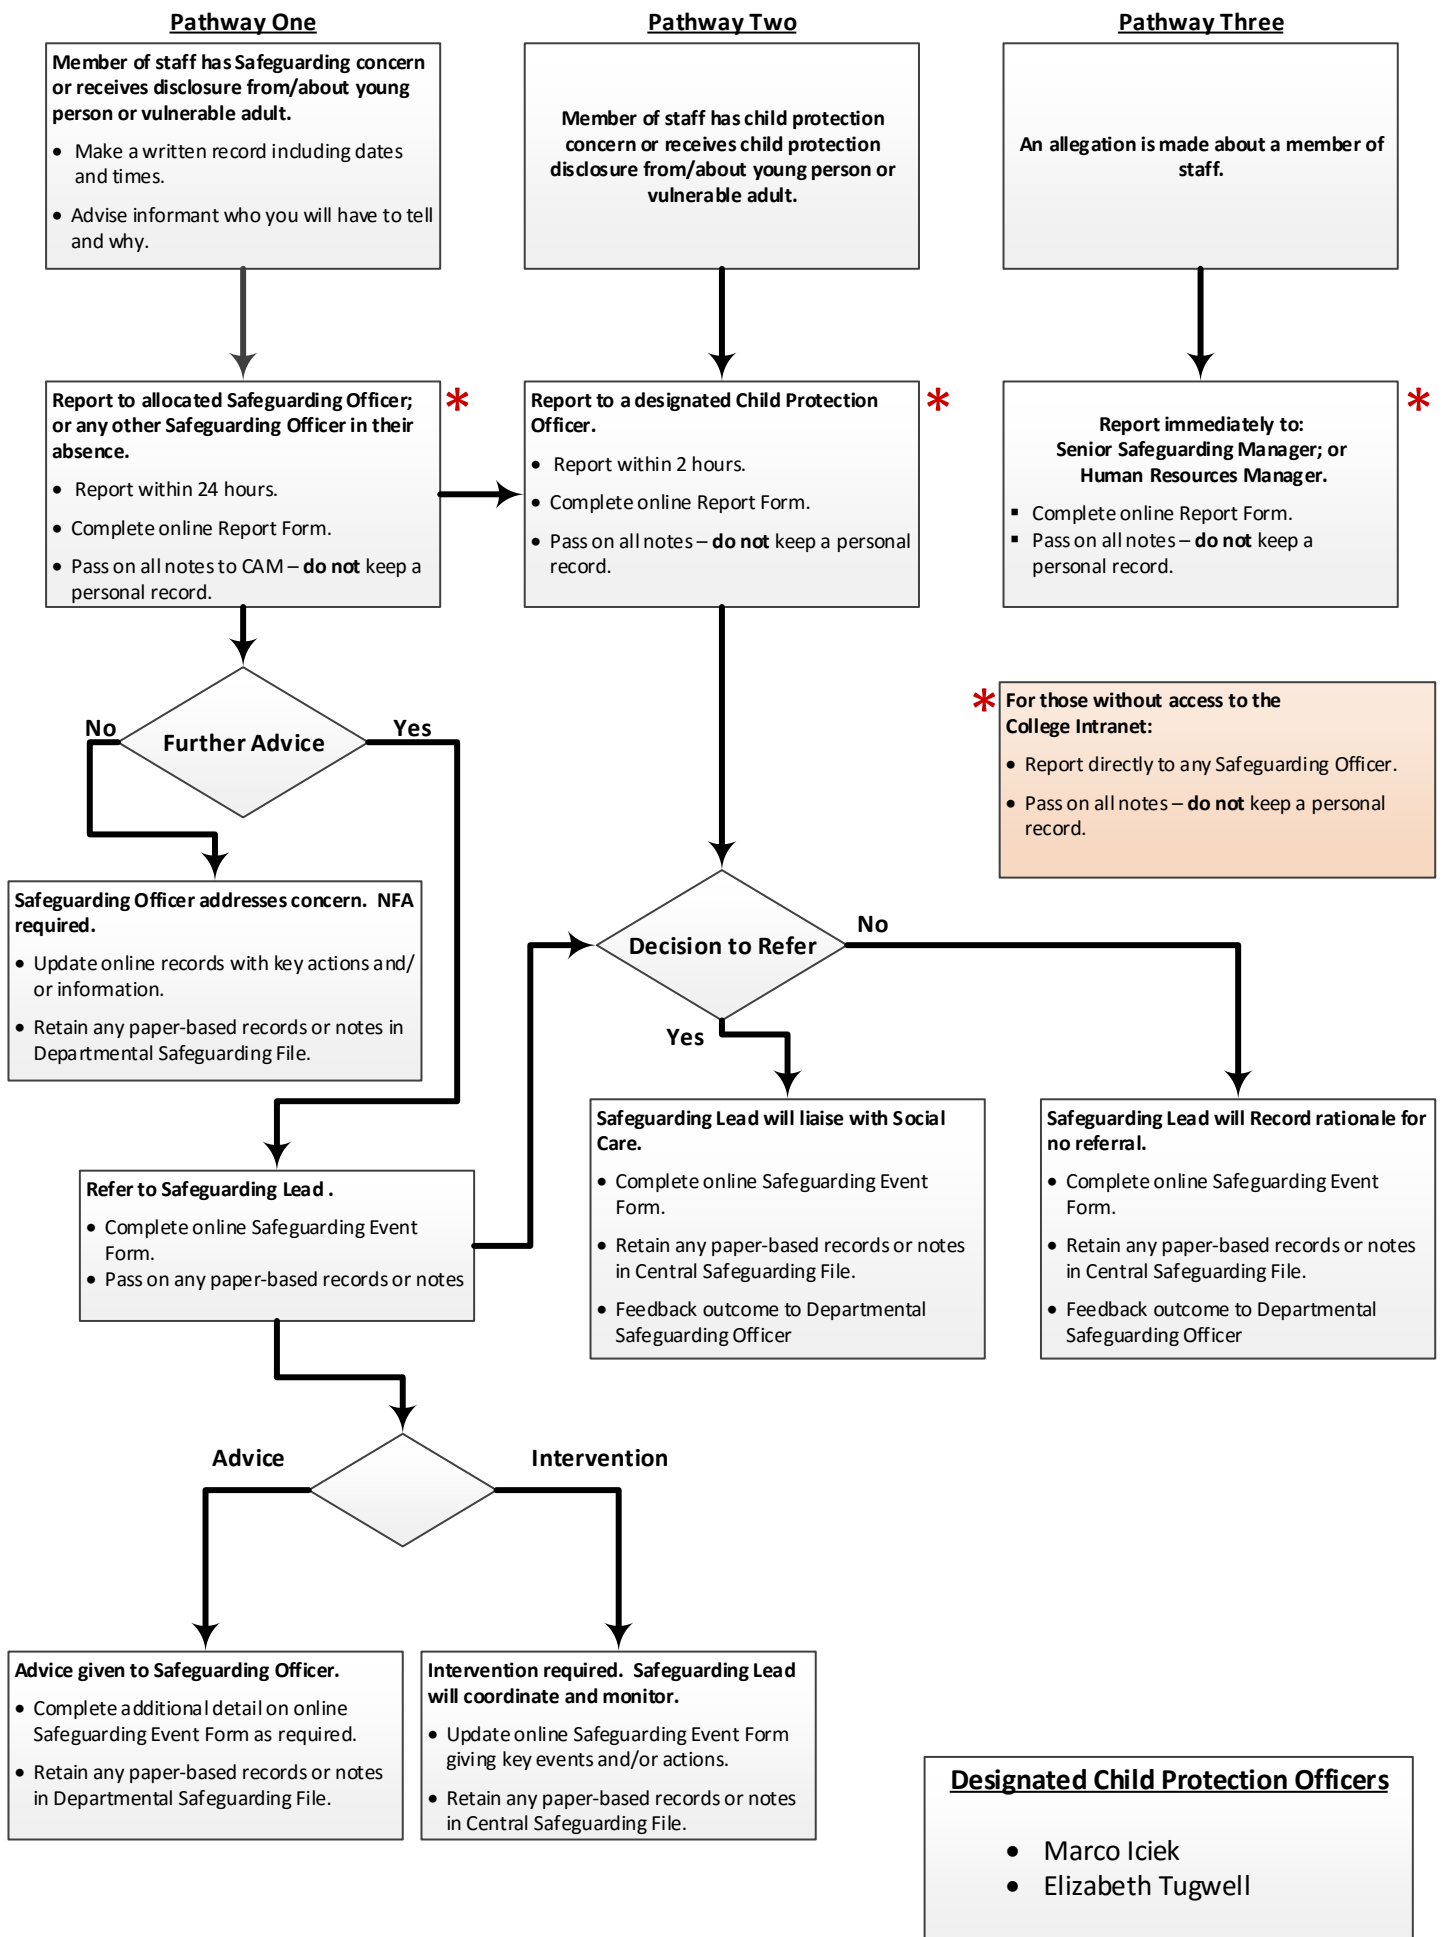 Pathway One
Pathway Two
Pathway Three
Member of staff has Safeguarding concern
or receives disclosure from/about young
person or vulnerable adult.
• Make a written record including dates
and times.
• Advise informant who you will have to tell
and why.
Member of staff has child protection
concern or receives child protection
disclosure from/about young person or
vulnerable adult.
An allegation is made about a member of
staff.
Report to allocated Safeguarding Officer;
or any other Safeguarding Officer in their
absence.
• Report within 24 hours.
• Complete online Report Form.
• Pass on all notes to CAM – do not keep a
personal record.
*
Report to a designated Child Protection
Officer.
• Report within 2 hours.
• Complete online Report Form.
• Pass on all notes – do not keep a personal
record.
*
Report immediately to:
Senior Safeguarding Manager; or
Human Resources Manager.
▪ Complete online Report Form.
▪ Pass on all notes – do not keep a
personal record.
*
No
Further Advice
Yes
* For those without access to the
College Intranet:
• Report directly to any Safeguarding Officer.
• Pass on all notes – do not keep a personal
record.
Safeguarding Officer addresses concern.  NFA
required.
• Update online records with key actions and/
or information.
• Retain any paper-based records or notes in
Departmental Safeguarding File.
Decision to Refer
No
Yes
Refer to Safeguarding Lead .
• Complete online Safeguarding Event
Form.
• Pass on any paper-based records or notes
Safeguarding Lead will liaise with Social
Care.
• Complete online Safeguarding Event
Form.
• Retain any paper-based records or notes
in Central Safeguarding File.
• Feedback outcome to Departmental
Safeguarding Officer
Safeguarding Lead will Record rationale for
no referral.
• Complete online Safeguarding Event
Form.
• Retain any paper-based records or notes
in Central Safeguarding File.
• Feedback outcome to Departmental
Safeguarding Officer
Advice
Intervention
Advice given to Safeguarding Officer.
• Complete additional detail on online
Safeguarding Event Form as required.
• Retain any paper-based records or notes
in Departmental Safeguarding File.
Intervention required.  Safeguarding Lead
will coordinate and monitor.
• Update online Safeguarding Event Form
giving key events and/or actions.
• Retain any paper-based records or notes
in Central Safeguarding File.
Designated Child Protection Officers
• Marco Iciek
• Elizabeth Tugwell